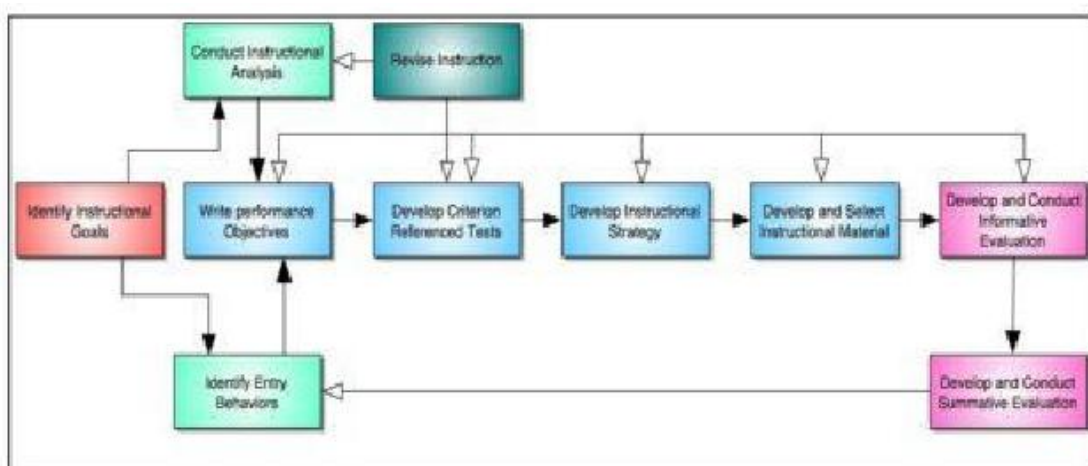 Conduct Instructional
Analysis
Revise Instruction
Identify Instructional
Goals
Write performance
Objectives
Develop Criterion
Referenced Tests
Develop Instructional
Strategy
Develop and Select
Instructional Material
Develop and Conduct
Informative
Evaluation
Identify Entry
Behaviors
Develop and Conduct
Summative Evaluation